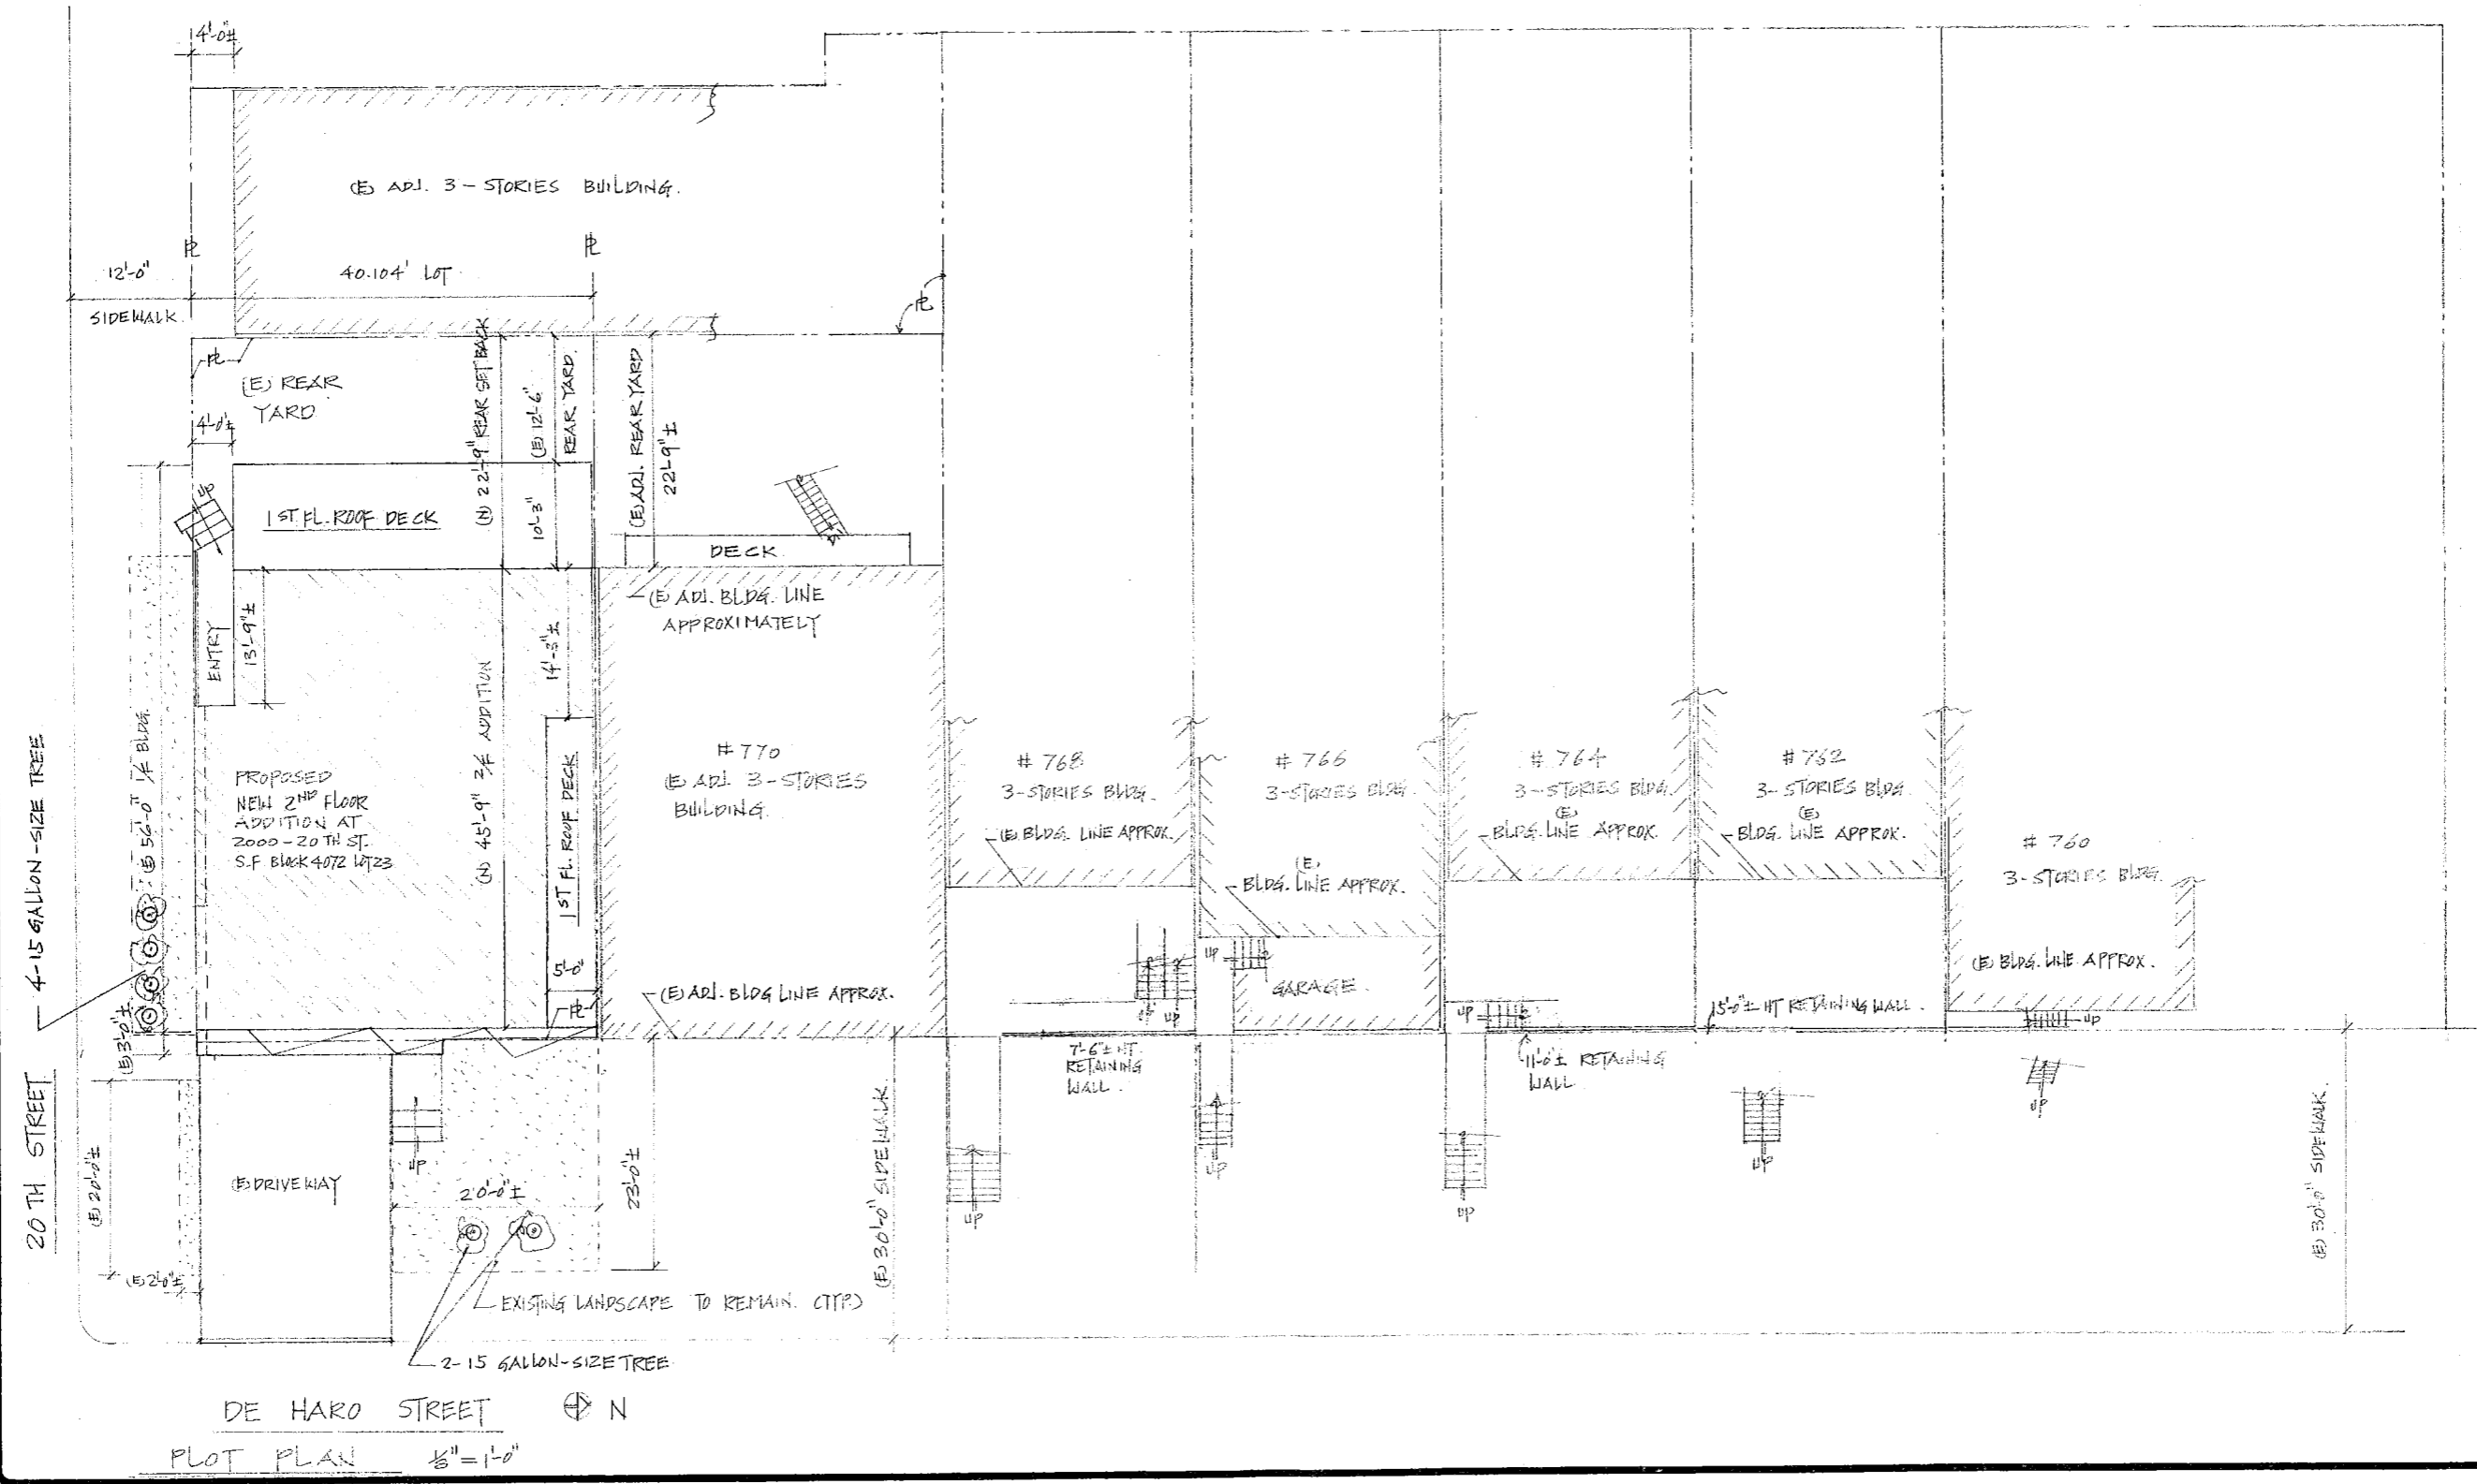 4'-0"±
(E) ADJ. 3-STORIES BUILDING.
PL
PL
12'-0"
SIDEWALK
40.104' LOT
PL
PL
(E) REAR
YARD
4'-0"±
(N) 22'-9" REAR SET BACK
(E) 12'-6"
REAR YARD.
(E) ADJ. REAR YARD
22'-9"±
UP
1 ST FL. ROOF DECK
10'-3"
DECK
(E) ADJ. BLDG. LINE
APPROXIMATELY
ENTRY
13'-9"±
(N) 45'-9" 2/F ADDITION
14'-3"±
(E) 56'-0" 1/F BLDG.
4-15 GALLON-SIZE TREE
PROPOSED
NEW 2ND FLOOR
ADDITION AT
2000-20TH ST.
S.F BLOCK 4072 LOT 23
1 ST FL. ROOF DECK
# 770
(E) ADJ. 3-STORIES
BUILDING.
# 768
3-STORIES BLDG.
(E) BLDG. LINE APPROX.
# 766
3-STORIES BLDG.
(E)
BLDG. LINE APPROX.
# 764
3-STORIES BLDG.
(E)
BLDG. LINE APPROX.
# 762
3-STORIES BLDG.
(E)
BLDG. LINE APPROX.
# 760
3-STORIES BLDG.
(E) BLDG. LINE APPROX.
5'-0"
PL
(E) ADJ. BLDG LINE APPROX.
UP
UP
UP
GARAGE
UP
15'-0"± HT RETAINING WALL.
UP
(E) 3'-0"±
7'-6"± HT
RETAINING
WALL.
11'-0"± RETAINING
WALL
20 TH STREET
(E) 20'-0"±
(E) DRIVEWAY
UP
20'-0"±
23'-0"±
(E) 30'-0" SIDEWALK
UP
UP
UP
UP
UP
(E) 30'-0" SIDEWALK
(E) 2'-0"±
EXISTING LANDSCAPE TO REMAIN. (TYP.)
2-15 GALLON-SIZE TREE
DE HARO STREET
N
PLOT PLAN
1/8"=1'-0"